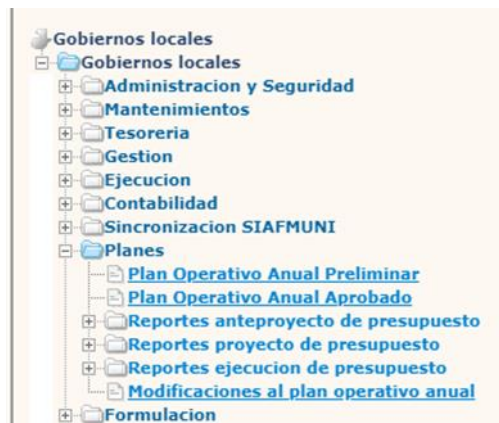 Gobiernos locales
Gobiernos locales
Administracion y Seguridad
Mantenimientos
Tesoreria
Gestion
Ejecucion
Contabilidad
Sincronizacion SIAFMUNI
Planes
Plan Operativo Anual Preliminar
Plan Operativo Anual Aprobado
Reportes anteproyecto de presupuesto
Reportes proyecto de presupuesto
Reportes ejecucion de presupuesto
Modificaciones al plan operativo anual
Formulacion